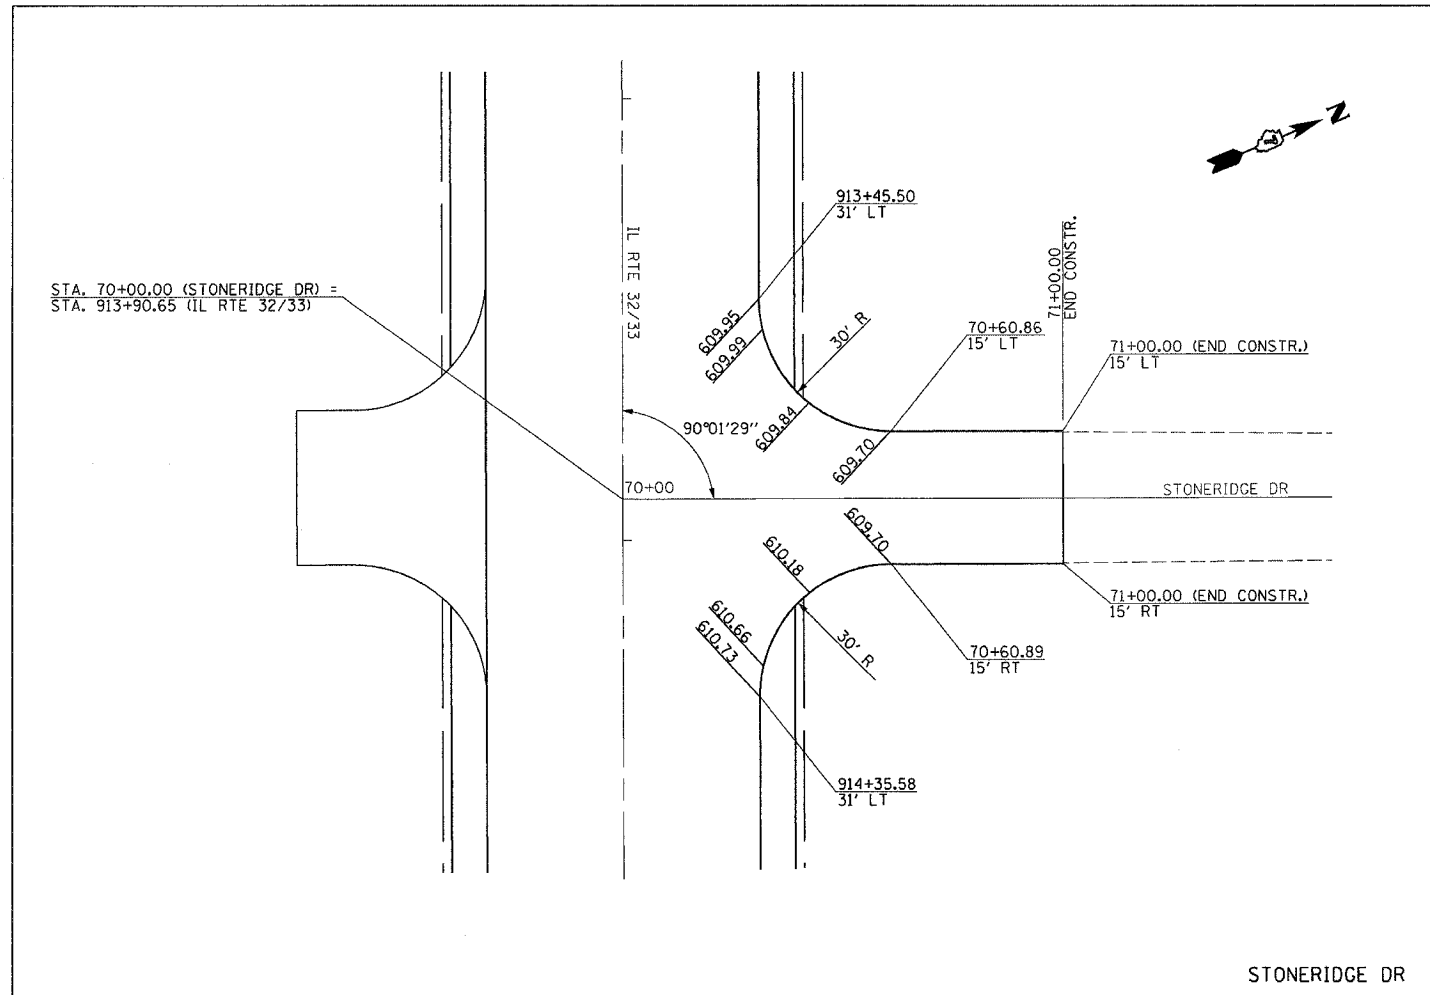 N
913+45.50
31' LT
IL RTE 32/33
71+00.00
END CONSTR.
STA. 70+00.00 (STONERIDGE DR) =
STA. 913+90.65 (IL RTE 32/33)
609.95
609.99
30' R
70+60.86
15' LT
71+00.00 (END CONSTR.)
15' LT
609.84
90°01'29"
609.70
70+00
STONERIDGE DR
609.70
610.18
71+00.00 (END CONSTR.)
15' RT
610.66
610.73
30' R
70+60.89
15' RT
914+35.58
31' LT
STONERIDGE DR